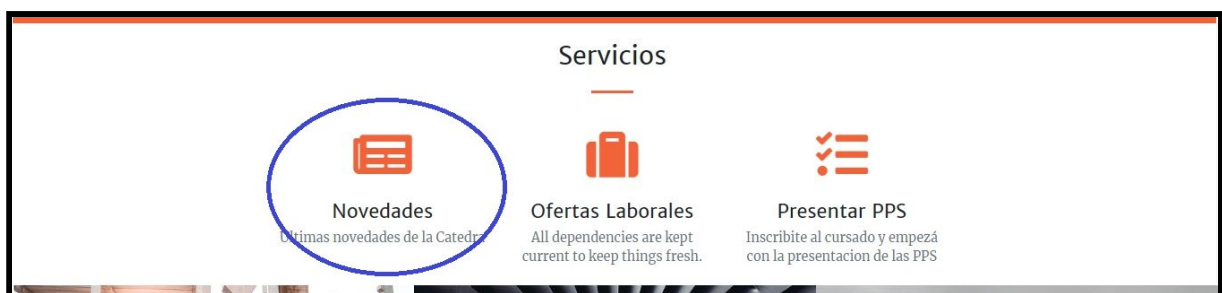 Servicios
Novedades
Ultimas novedades de la Catedra
Ofertas Laborales
All dependencies are kept
current to keep things fresh.
Presentar PPS
Inscribite al cursado y empezá
con la presentacion de las PPS